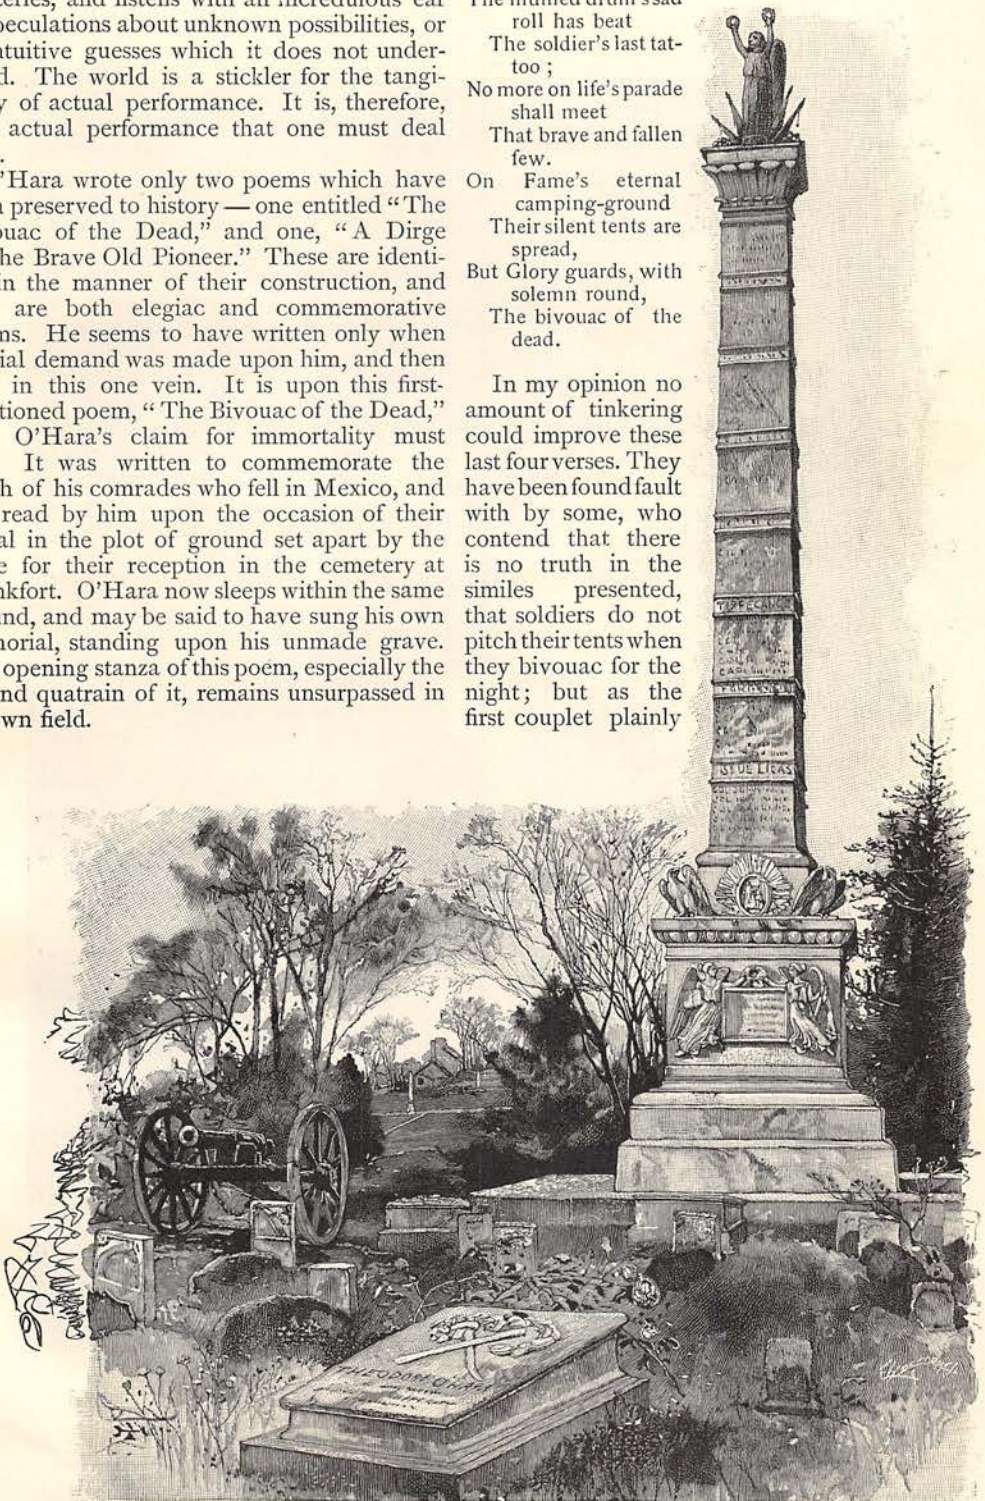 and listens with an incredulous ear
speculations about unknown possibilities, or
intuitive guesses which it does not under-
The world is a stickler for the tangi-
of actual performance. It is, therefore,
actual performance that one must deal
'Hara wrote only two poems which have
preserved to history — one entitled “The
of the Dead,” and one, “A Dirge
the Brave Old Pioneer.” These are identi-
in the manner of their construction, and
are both elegiac and commemorative
He seems to have written only when
demand was made upon him, and then
in this one vein. It is upon this first-
tioned poem, “The Bivouac of the Dead,”
O'Hara's claim for immortality must
It was written to commemorate the
of his comrades who fell in Mexico, and
read by him upon the occasion of their
in the plot of ground set apart by the
for their reception in the cemetery at
nkfort. O'Hara now sleeps within the same
and may be said to have sung his own
morial, standing upon his unmade grave.
opening stanza of this poem, especially the
quatrain of it, remains unsurpassed in
wn field.
The muffled drum's sad
roll has beat
The soldier's last tat-
too ;
No more on life's parade
shall meet
That brave and fallen
few.
On Fame's eternal
camping-ground
Their silent tents are
spread,
But Glory guards, with
solemn round,
The bivouac of the
dead.
In my opinion no
amount of tinkering
could improve these
last four verses. They
have been found fault
with by some, who
contend that there
is no truth in the
similes presented,
that soldiers do not
pitch their tents when
they bivouac for the
night; but as the
first couplet plainly
THEODORE O'HARA